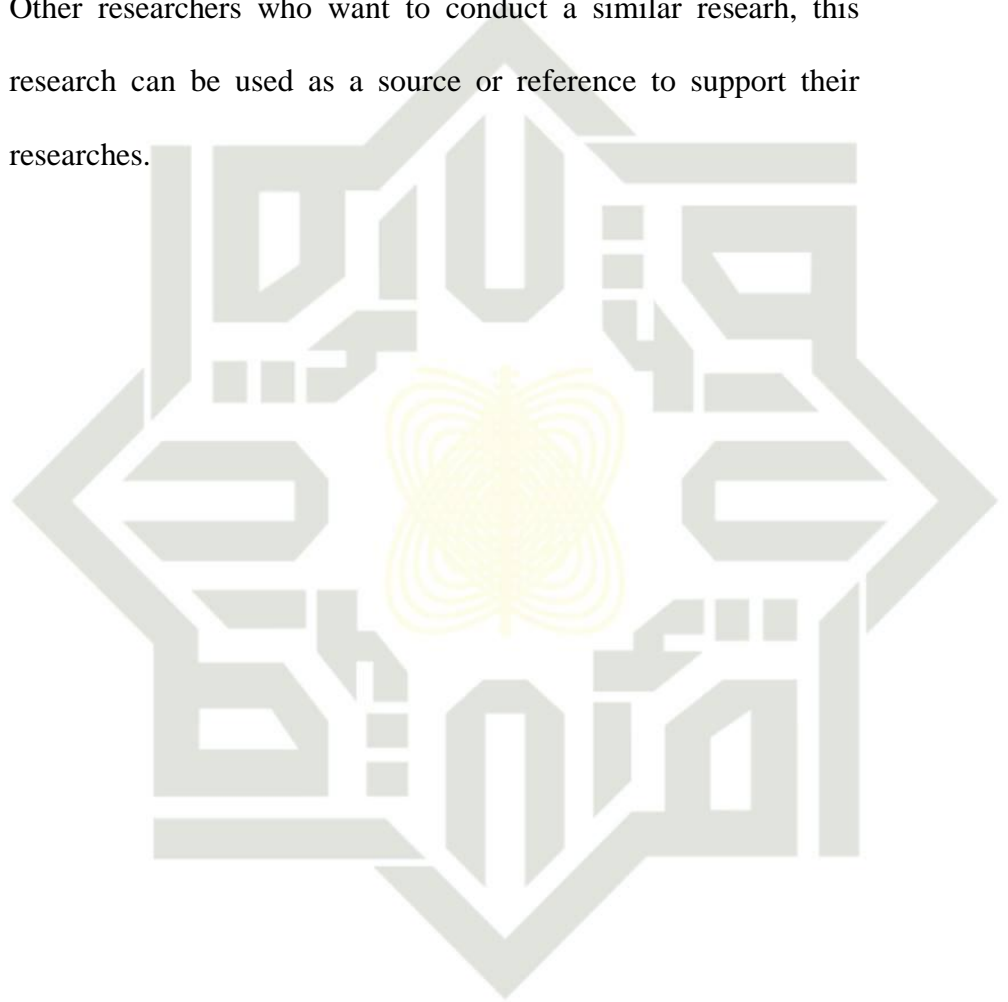 Other researchers who want to conduct a similar researh, this
research can be used as a source or reference to support their
researches.